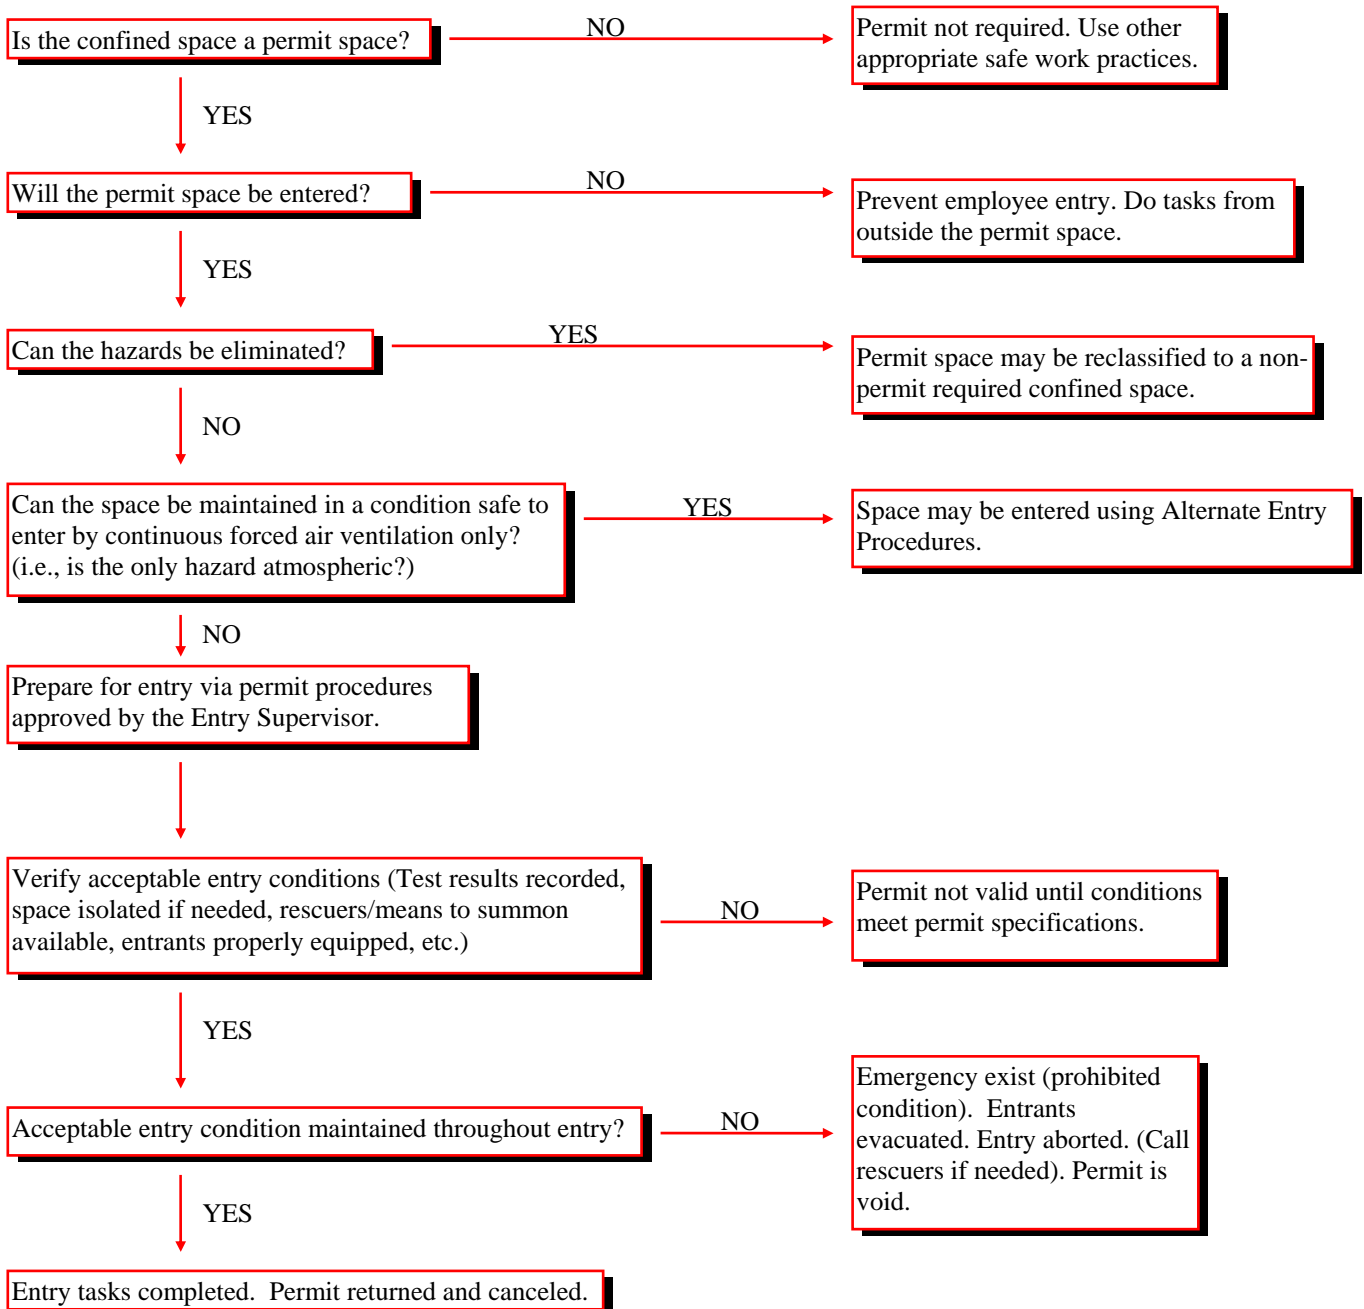 Is the confined space a permit space?
NO
Permit not required. Use other
appropriate safe work practices.
YES
Will the permit space be entered?
NO
Prevent employee entry. Do tasks from
outside the permit space.
YES
Can the hazards be eliminated?
YES
Permit space may be reclassified to a non-
permit required confined space.
NO
Can the space be maintained in a condition safe to
enter by continuous forced air ventilation only?
(i.e., is the only hazard atmospheric?)
YES
Space may be entered using Alternate Entry
Procedures.
NO
Prepare for entry via permit procedures
approved by the Entry Supervisor.
Verify acceptable entry conditions (Test results recorded,
space isolated if needed, rescuers/means to summon
available, entrants properly equipped, etc.)
NO
Permit not valid until conditions
meet permit specifications.
YES
Acceptable entry condition maintained throughout entry?
NO
Emergency exist (prohibited
condition).  Entrants
evacuated. Entry aborted. (Call
rescuers if needed). Permit is
void.
YES
Entry tasks completed.  Permit returned and canceled.